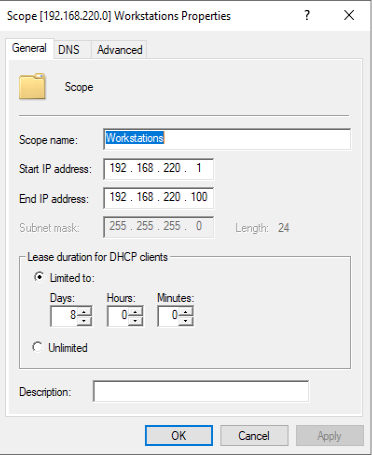 Scope [192.168.220.0] Workstations Properties ? ×
General DNS Advanced
Scope
Scope name: Workstations
Start IP address: 192 . 168 . 220 . 1
End IP address: 192 . 168 . 220 . 100
Subnet mask: 255 . 255 . 255 . 0 Length: 24
Lease duration for DHCP clients
Limited to:
Days: Hours: Minutes:
8 0 0
Unlimited
Description:
OK Cancel Apply